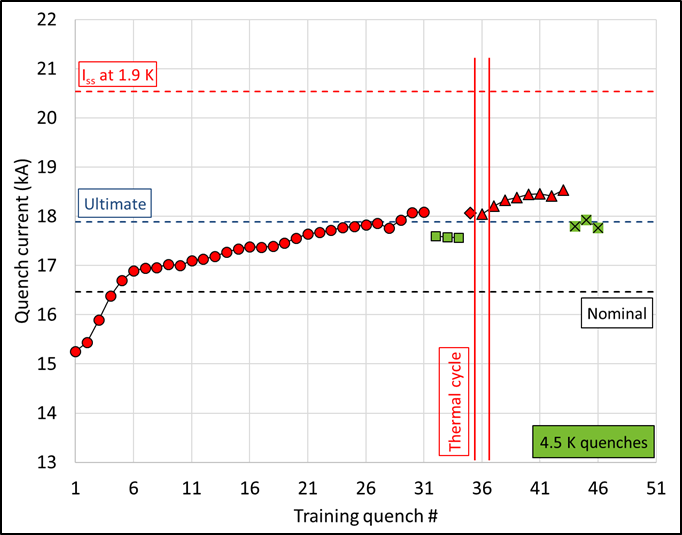 22
21
20
19
18
17
16
15
14
13
Quench current (kA)
Iss at 1.9 K
Ultimate
Nominal
Thermal cycle
4.5 K quenches
1 6 11 16 21 26 31 36 41 46 51
Training quench #